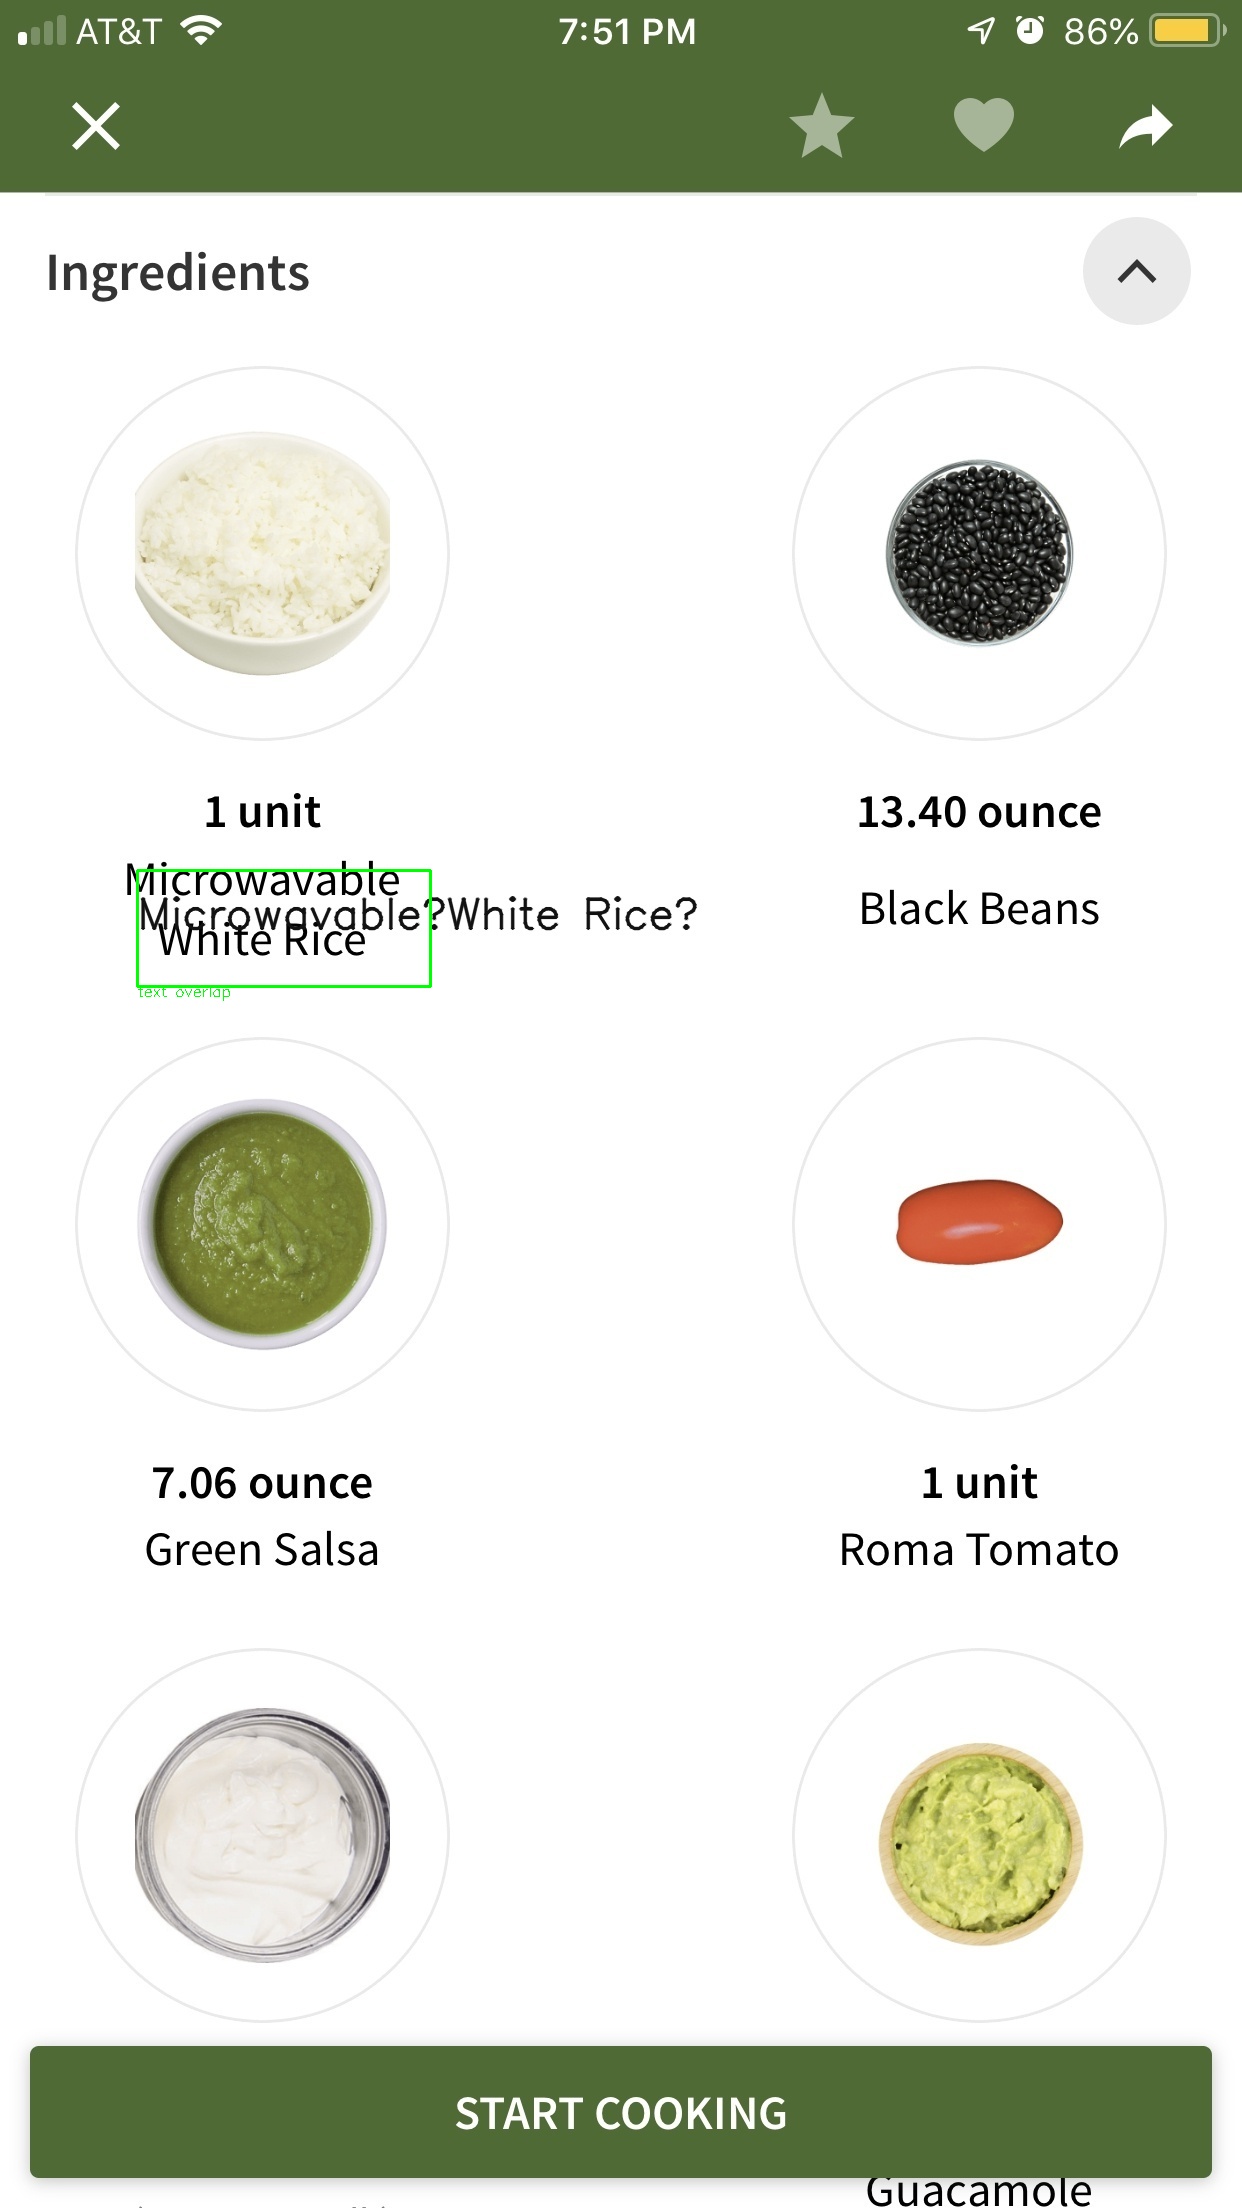 AT&T 7:51 PM 86%
Ingredients
1 unit
Microwavable
White Rice
Microwavable?White Rice?
text overlap
13.40 ounce
Black Beans
7.06 ounce
Green Salsa
1 unit
Roma Tomato
START COOKING
Guacamole